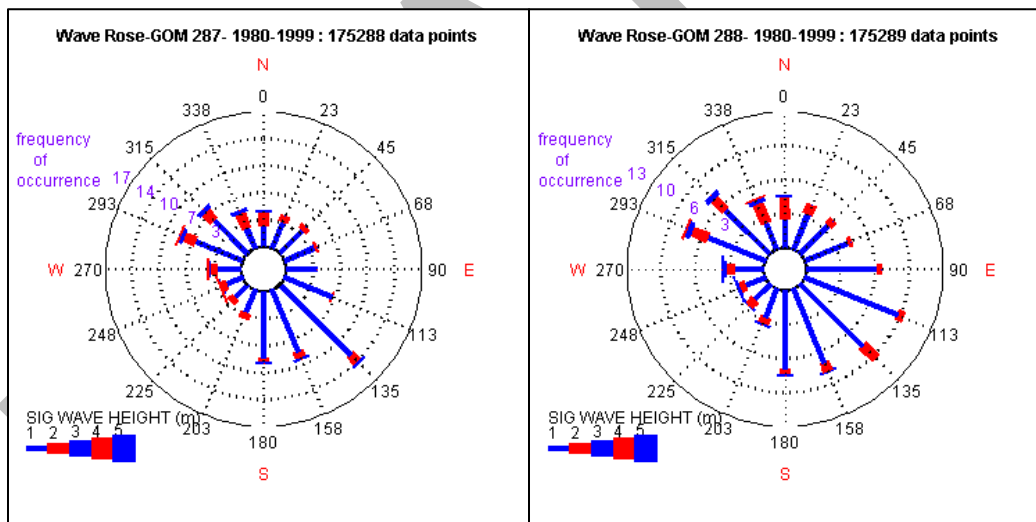 Wave Rose-GOM 287- 1980-1999 : 175288 data points
N
0
338 23
frequency
of
occurrence
315 45
17
14
10
7
3
293 68
W 270 90 E
248 113
225 135
SIG WAVE HEIGHT (m)
203 158
180
1 2 3 4 5
S
Wave Rose-GOM 288- 1980-1999 : 175289 data points
N
0
338 23
frequency
of
occurrence
315 45
13
10
6
3
293 68
W 270 90 E
248 113
225 135
SIG WAVE HEIGHT (m)
203 158
180
1 2 3 4 5
S